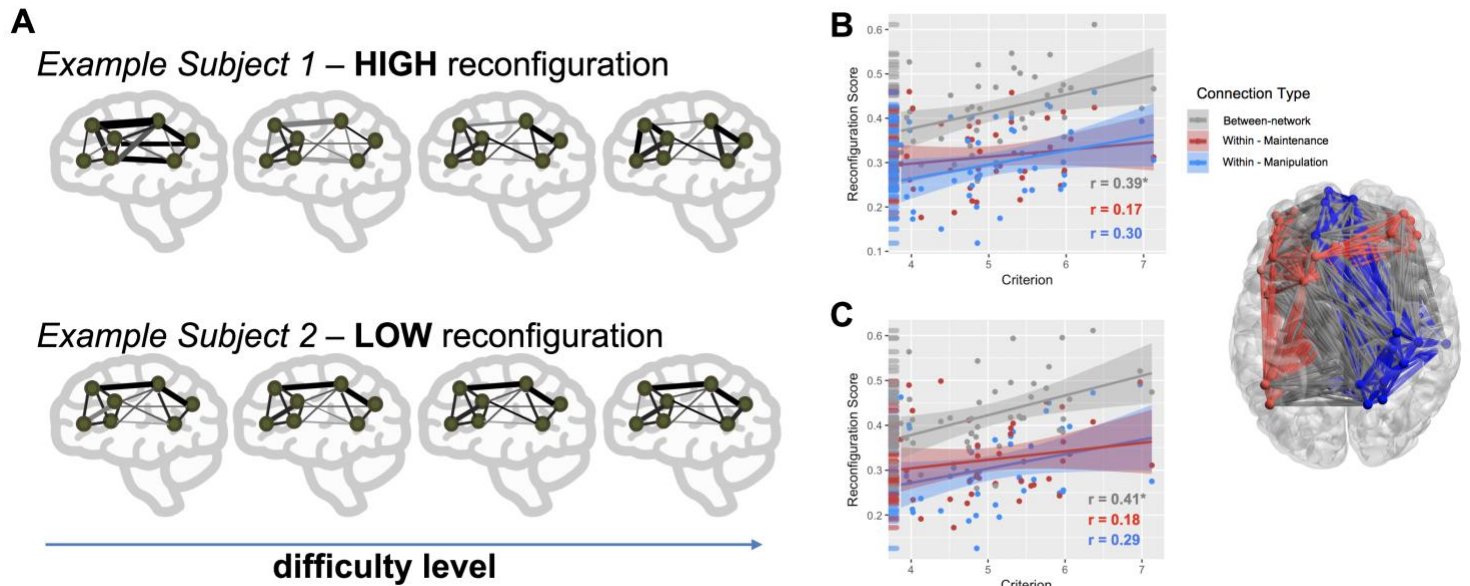 A
Example Subject 1 – HIGH reconfiguration
Example Subject 2 – LOW reconfiguration
difficulty level
B
Reconfiguration Score
0.6
0.5
0.4
0.3
0.2
0.1
r = 0.39*
r = 0.17
r = 0.30
4
5
6
7
Criterion
Connection Type
Between-network
Within - Maintenance
Within - Manipulation
C
Reconfiguration Score
0.6
0.5
0.4
0.3
0.2
r = 0.41*
r = 0.18
r = 0.29
4
5
6
7
Criterion